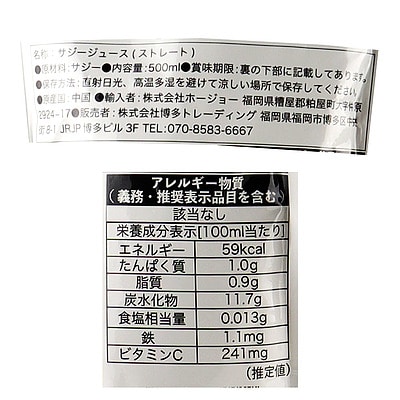 名称：サジージュース(ストレート)
●原材料：サジー●内容量：500ml●賞味期限：裏の下部に記載してあります。
●保存方法：直射日光、高温多湿を避けて涼しい場所で保存してください。
●原産国：中国 ●輸入者：株式会社ホージョー 福岡県糟屋郡粕屋町大字仲原
2924-17●販売者：株式会社博多トレーディング 福岡県福岡市博多区中央
街8-1 JRJP博多ビル 3F TEL:070-8583-6667
アレルギー物質
(義務・推奨表示品目を含む)
該当なし
栄養成分表示[100ml当たり]
エネルギー 59kcal
たんぱく質 1.0g
脂質 0.9g
炭水化物 11.7g
食塩相当量 0.013g
鉄 1.1mg
ビタミンC 241mg
(推定値)